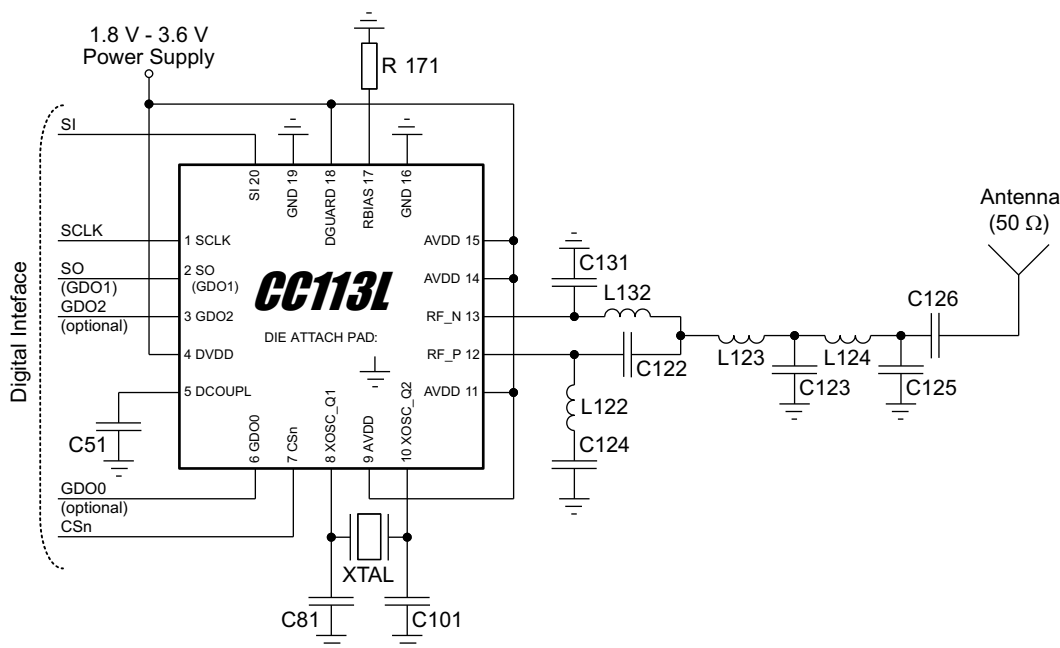 1.8 V - 3.6 V
Power Supply
R 171
SI
SI 20
GND 19
DGUARD 18
RBIAS 17
GND 16
Antenna
(50 Ω)
Digital Inteface
SCLK
1 SCLK
AVDD 15
SO
(GDO1)
2 SO
(GDO1)
AVDD 14
C131
CC113L
L132
C126
GDO2
(optional)
3 GDO2
RF_N 13
DIE ATTACH PAD:
4 DVDD
RF_P 12
C122
L123
C123
L124
C125
5 DCOUPL
AVDD 11
L122
C51
6 GDO0
7 CSn
8 XOSC_Q1
9 AVDD
10 XOSC_Q2
C124
GDO0
(optional)
CSn
XTAL
C81
C101